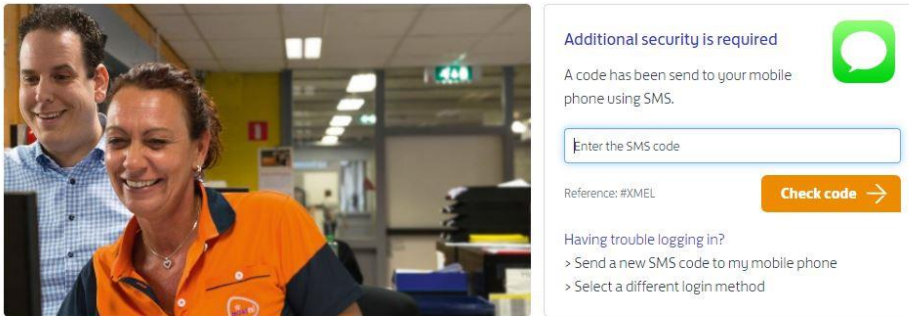 Additional security is required
A code has been send to your mobile
phone using SMS.
Enter the SMS code
Reference: #XMEL
Check code
Having trouble logging in?
> Send a new SMS code to my mobile phone
> Select a different login method